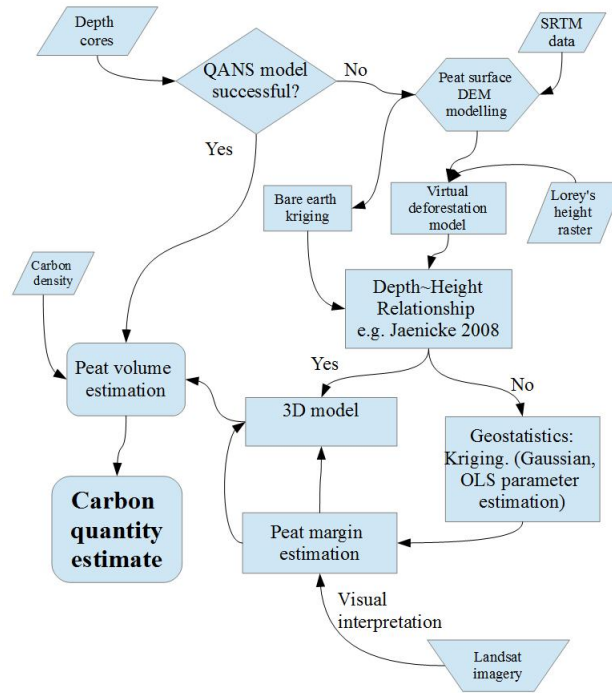 Depth
cores
QANS model
successful?
No
SRTM
data
Peat surface
DEM
modelling
Yes
Bare earth
kriging
Virtual
deforestation
model
Lorey's
height
raster
Carbon
density
Depth~Height
Relationship
e.g. Jaenicke 2008
Yes
No
Peat volume
estimation
3D model
Geostatistics:
Kriging. (Gaussian,
OLS parameter
estimation)
Carbon
quantity
estimate
Peat margin
estimation
Visual
interpretation
Landsat
imagery